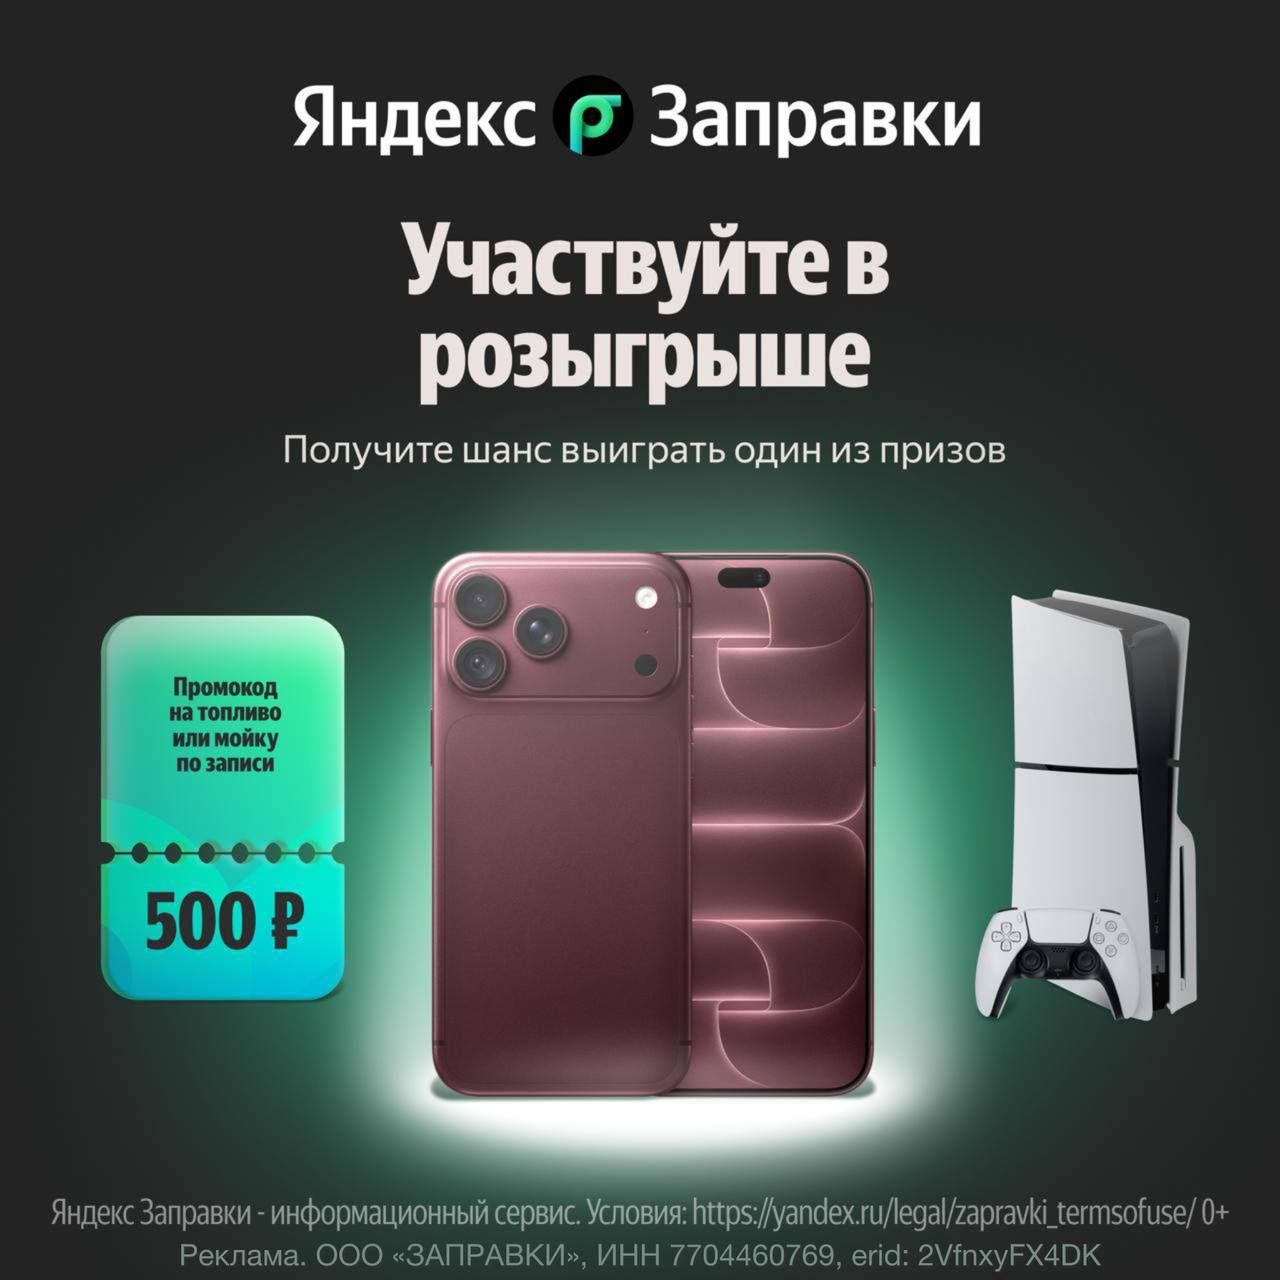 Яндекс Заправки
Участвуйте в
розыгрыше
Получите шанс выиграть один из призов
Промокод
на топливо
или мойку
по записи
500 ₽
Яндекс Заправки - информационный сервис. Условия: https://yandex.ru/legal/zapravki_termsofuse/ 0+
Реклама. ООО «ЗАПРАВКИ», ИНН 7704460769, erid: 2VfnxyFX4DK